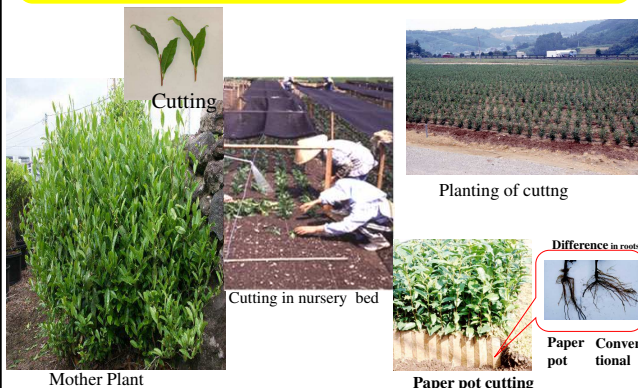 Cutting
Mother Plant
Cutting in nursery  bed
Planting of cuttng
Difference in roots
Paper pot
Conven
tional
Paper pot cutting